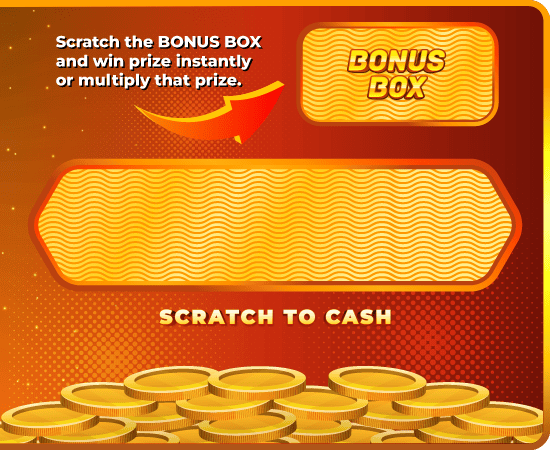 Scratch the BONUS BOX
and win prize instantly
or multiply that prize.
BONUS
BOX
SCRATCH TO CASH